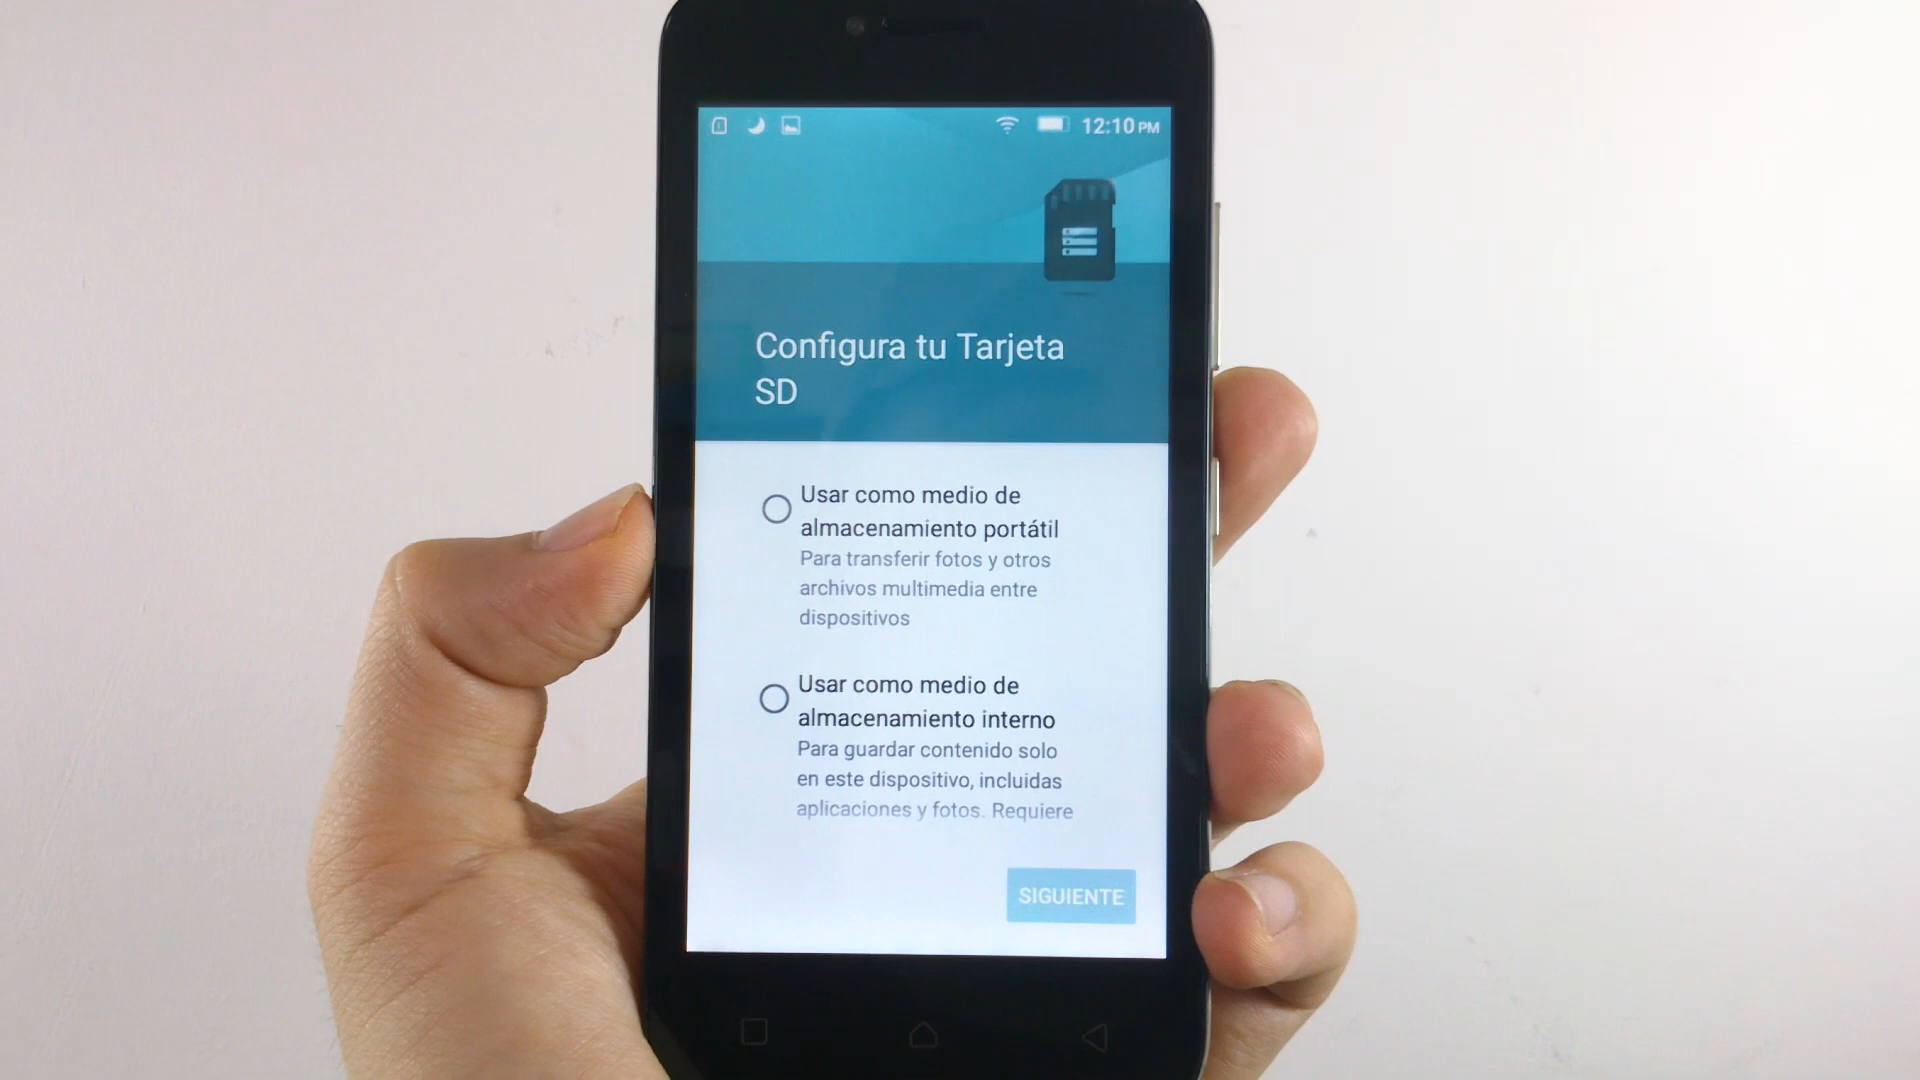 12:10 PM
Configura tu Tarjeta
SD
Usar como medio de
almacenamiento portátil
Para transferir fotos y otros
archivos multimedia entre
dispositivos
Usar como medio de
almacenamiento interno
Para guardar contenido solo
en este dispositivo, incluidas
aplicaciones y fotos. Requiere
SIGUIENTE